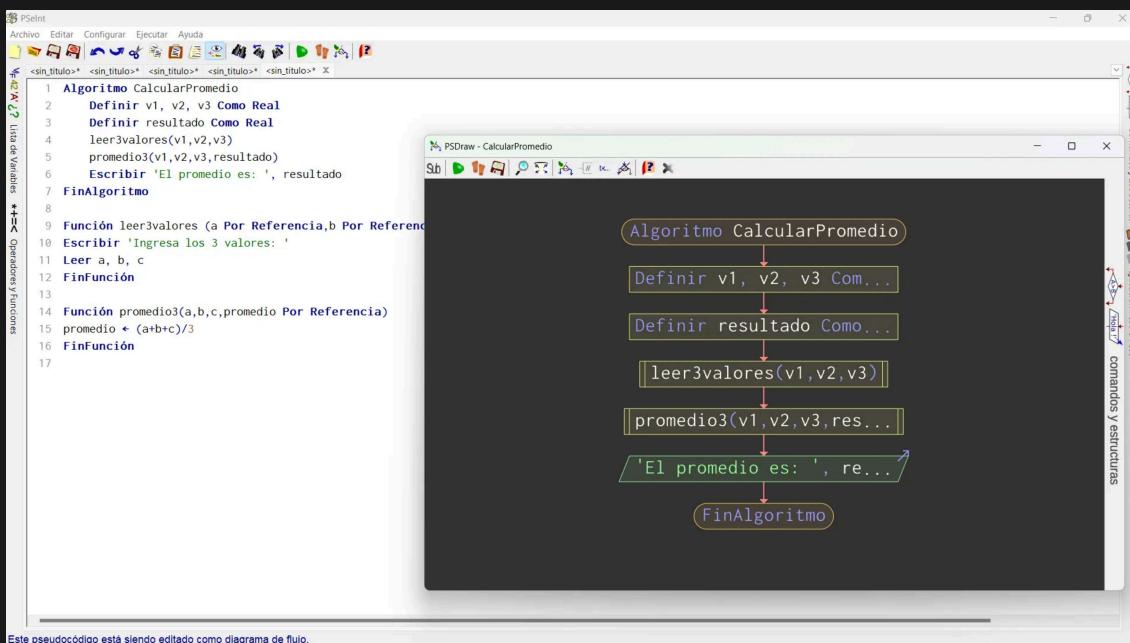 PSeInt
Archivo Editar Configurar Ejecutar Ayuda
<sin_titulo>* <sin_titulo>* <sin_titulo>* <sin_titulo>* <sin_titulo>* X
1 Algoritmo CalcularPromedio
2 Definir v1, v2, v3 Como Real
3 Definir resultado Como Real
4 leer3valores(v1,v2,v3)
5 promedio3(v1,v2,v3,resultado)
6 Escribir 'El promedio es: ', resultado
7 FinAlgoritmo
8
9 Función leer3valores (a Por Referencia,b Por Referenc
10 Escribir 'Ingresa los 3 valores: '
11 Leer a, b, c
12 FinFunción
13
14 Función promedio3(a,b,c,promedio Por Referencia)
15 promedio ← (a+b+c)/3
16 FinFunción
17
Lista de Variables
Operadores y Funciones
PSDraw - CalcularPromedio
Sub
Algoritmo CalcularPromedio
Definir v1, v2, v3 Com...
Definir resultado Como...
leer3valores(v1,v2,v3)
promedio3(v1,v2,v3,res...
'El promedio es: ', re...
FinAlgoritmo
A>B
'Hola !'
comandos y estructuras
Este pseudocódigo está siendo editado como diagrama de flujo.